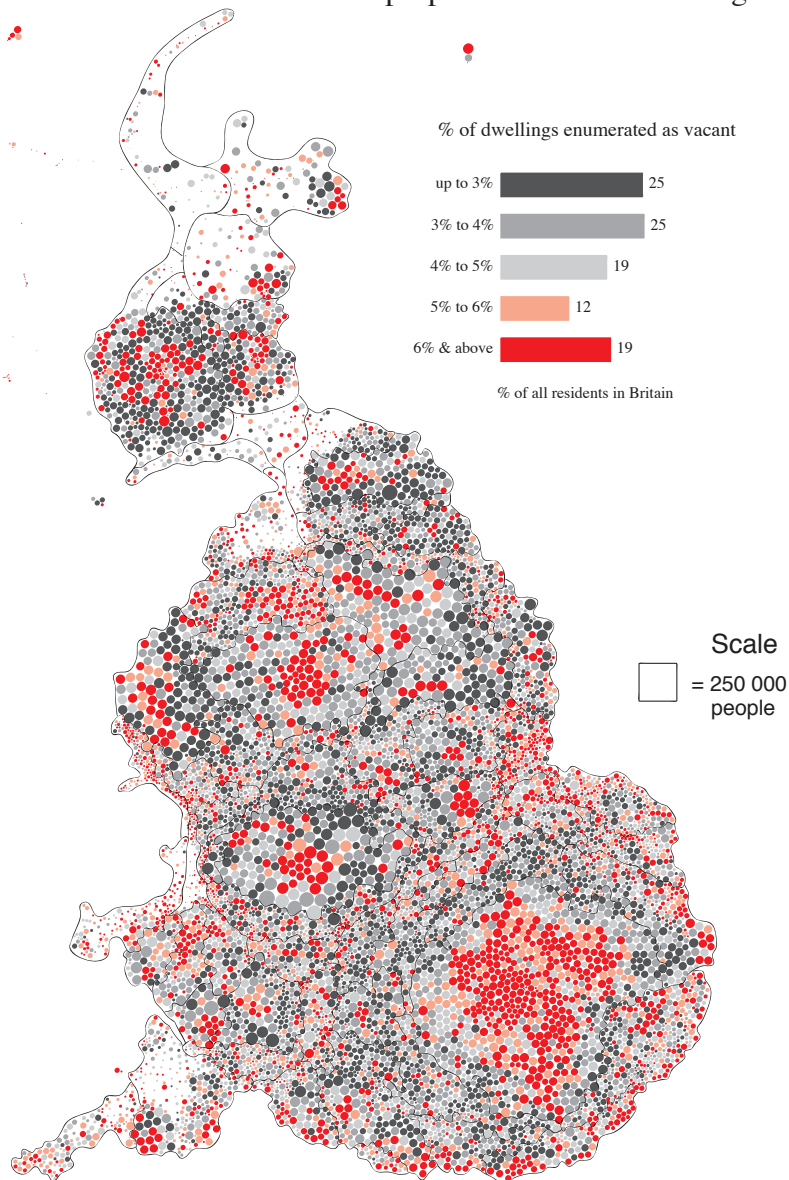 % of dwellings enumerated as vacant
up to 3% 25
3% to 4% 25
4% to 5% 19
5% to 6% 12
6% & above 19
% of all residents in Britain
Scale
= 250 000
people